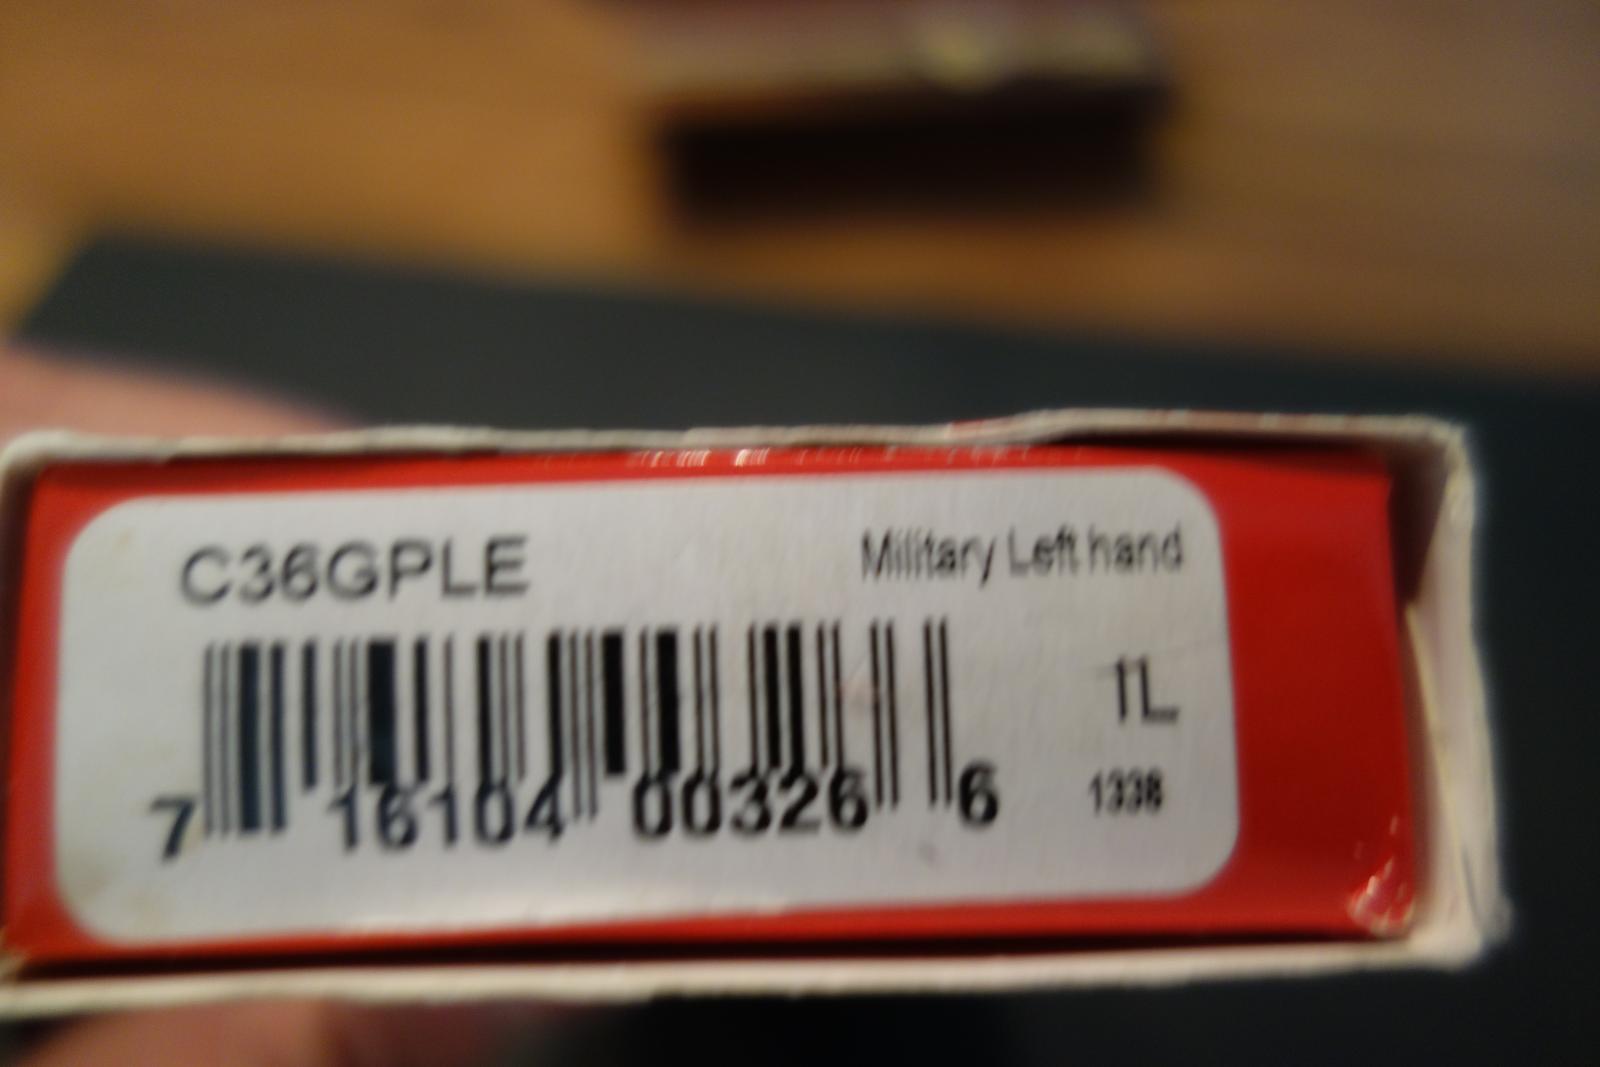 C36GPLE Military Left hand
1L
7 16104 00326 6 1338